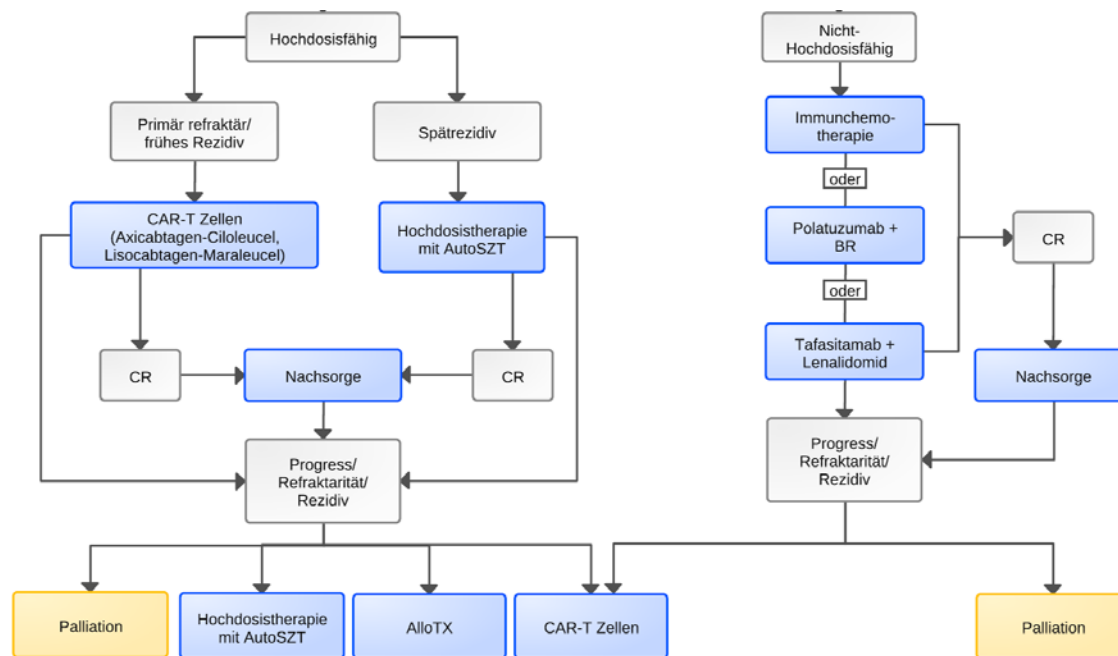 Hochdosisfähig
Primär refraktär/
frühes Rezidiv
Spätrezidiv
CAR-T Zellen
(Axicabtagen-Ciloleucel,
Lisocabtagen-Maraleucel)
Hochdosistherapie
mit AutoSZT
CR
Nachsorge
CR
Progress/
Refraktarität/
Rezidiv
Palliation
Hochdosistherapie
mit AutoSZT
AlloTX
CAR-T Zellen
Nicht-
Hochdosisfähig
Immunchemo-
therapie
oder
Polatuzumab +
BR
oder
Tafasitamab +
Lenalidomid
CR
Nachsorge
Progress/
Refraktarität/
Rezidiv
Palliation